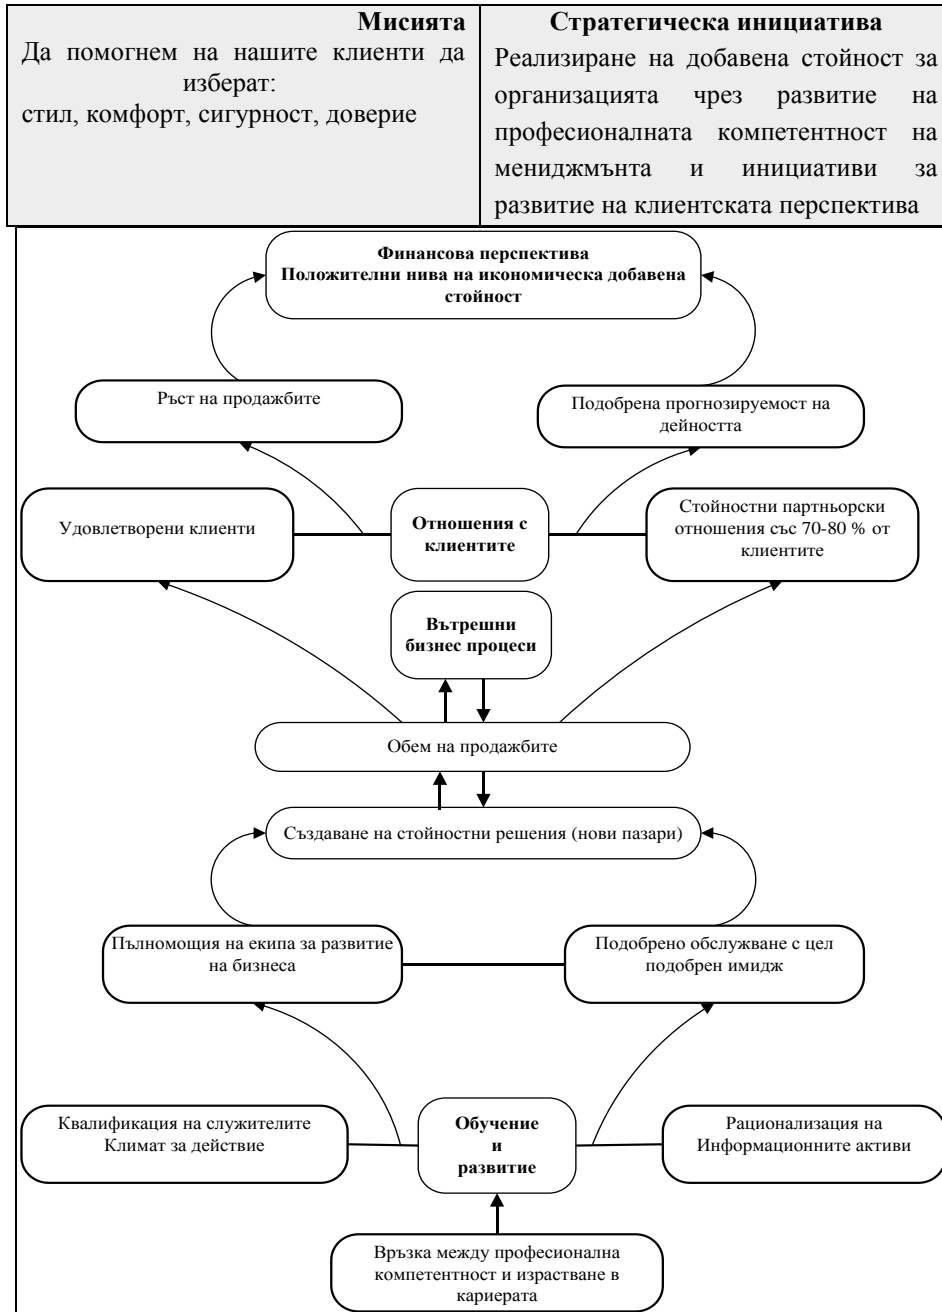 Мисията
Да помогнем на нашите клиенти да
изберат:
стил, комфорт, сигурност, доверие
Стратегическа инициатива
Реализиране на добавена стойност за
организацията чрез развитие на
професионалната компетентност на
мениджмънта и инициативи за
развитие на клиентската перспектива
Финансова перспектива
Положителни нива на икономическа добавена
стойност
Ръст на продажбите
Подобрена прогнозируемост на
дейността
Удовлетворени клиенти
Отношения с
клиентите
Стойностни партньорски
отношения със 70-80 % от
клиентите
Вътрешни
бизнес процеси
Обем на продажбите
Създаване на стойностни решения (нови пазари)
Пълномощия на екипа за развитие
на бизнеса
Подобрено обслужване с цел
подобрен имидж
Квалификация на служителите
Климат за действие
Обучение
и
развитие
Рационализация на
Информационните активи
Връзка между професионална
компетентност и израстване в
кариерата